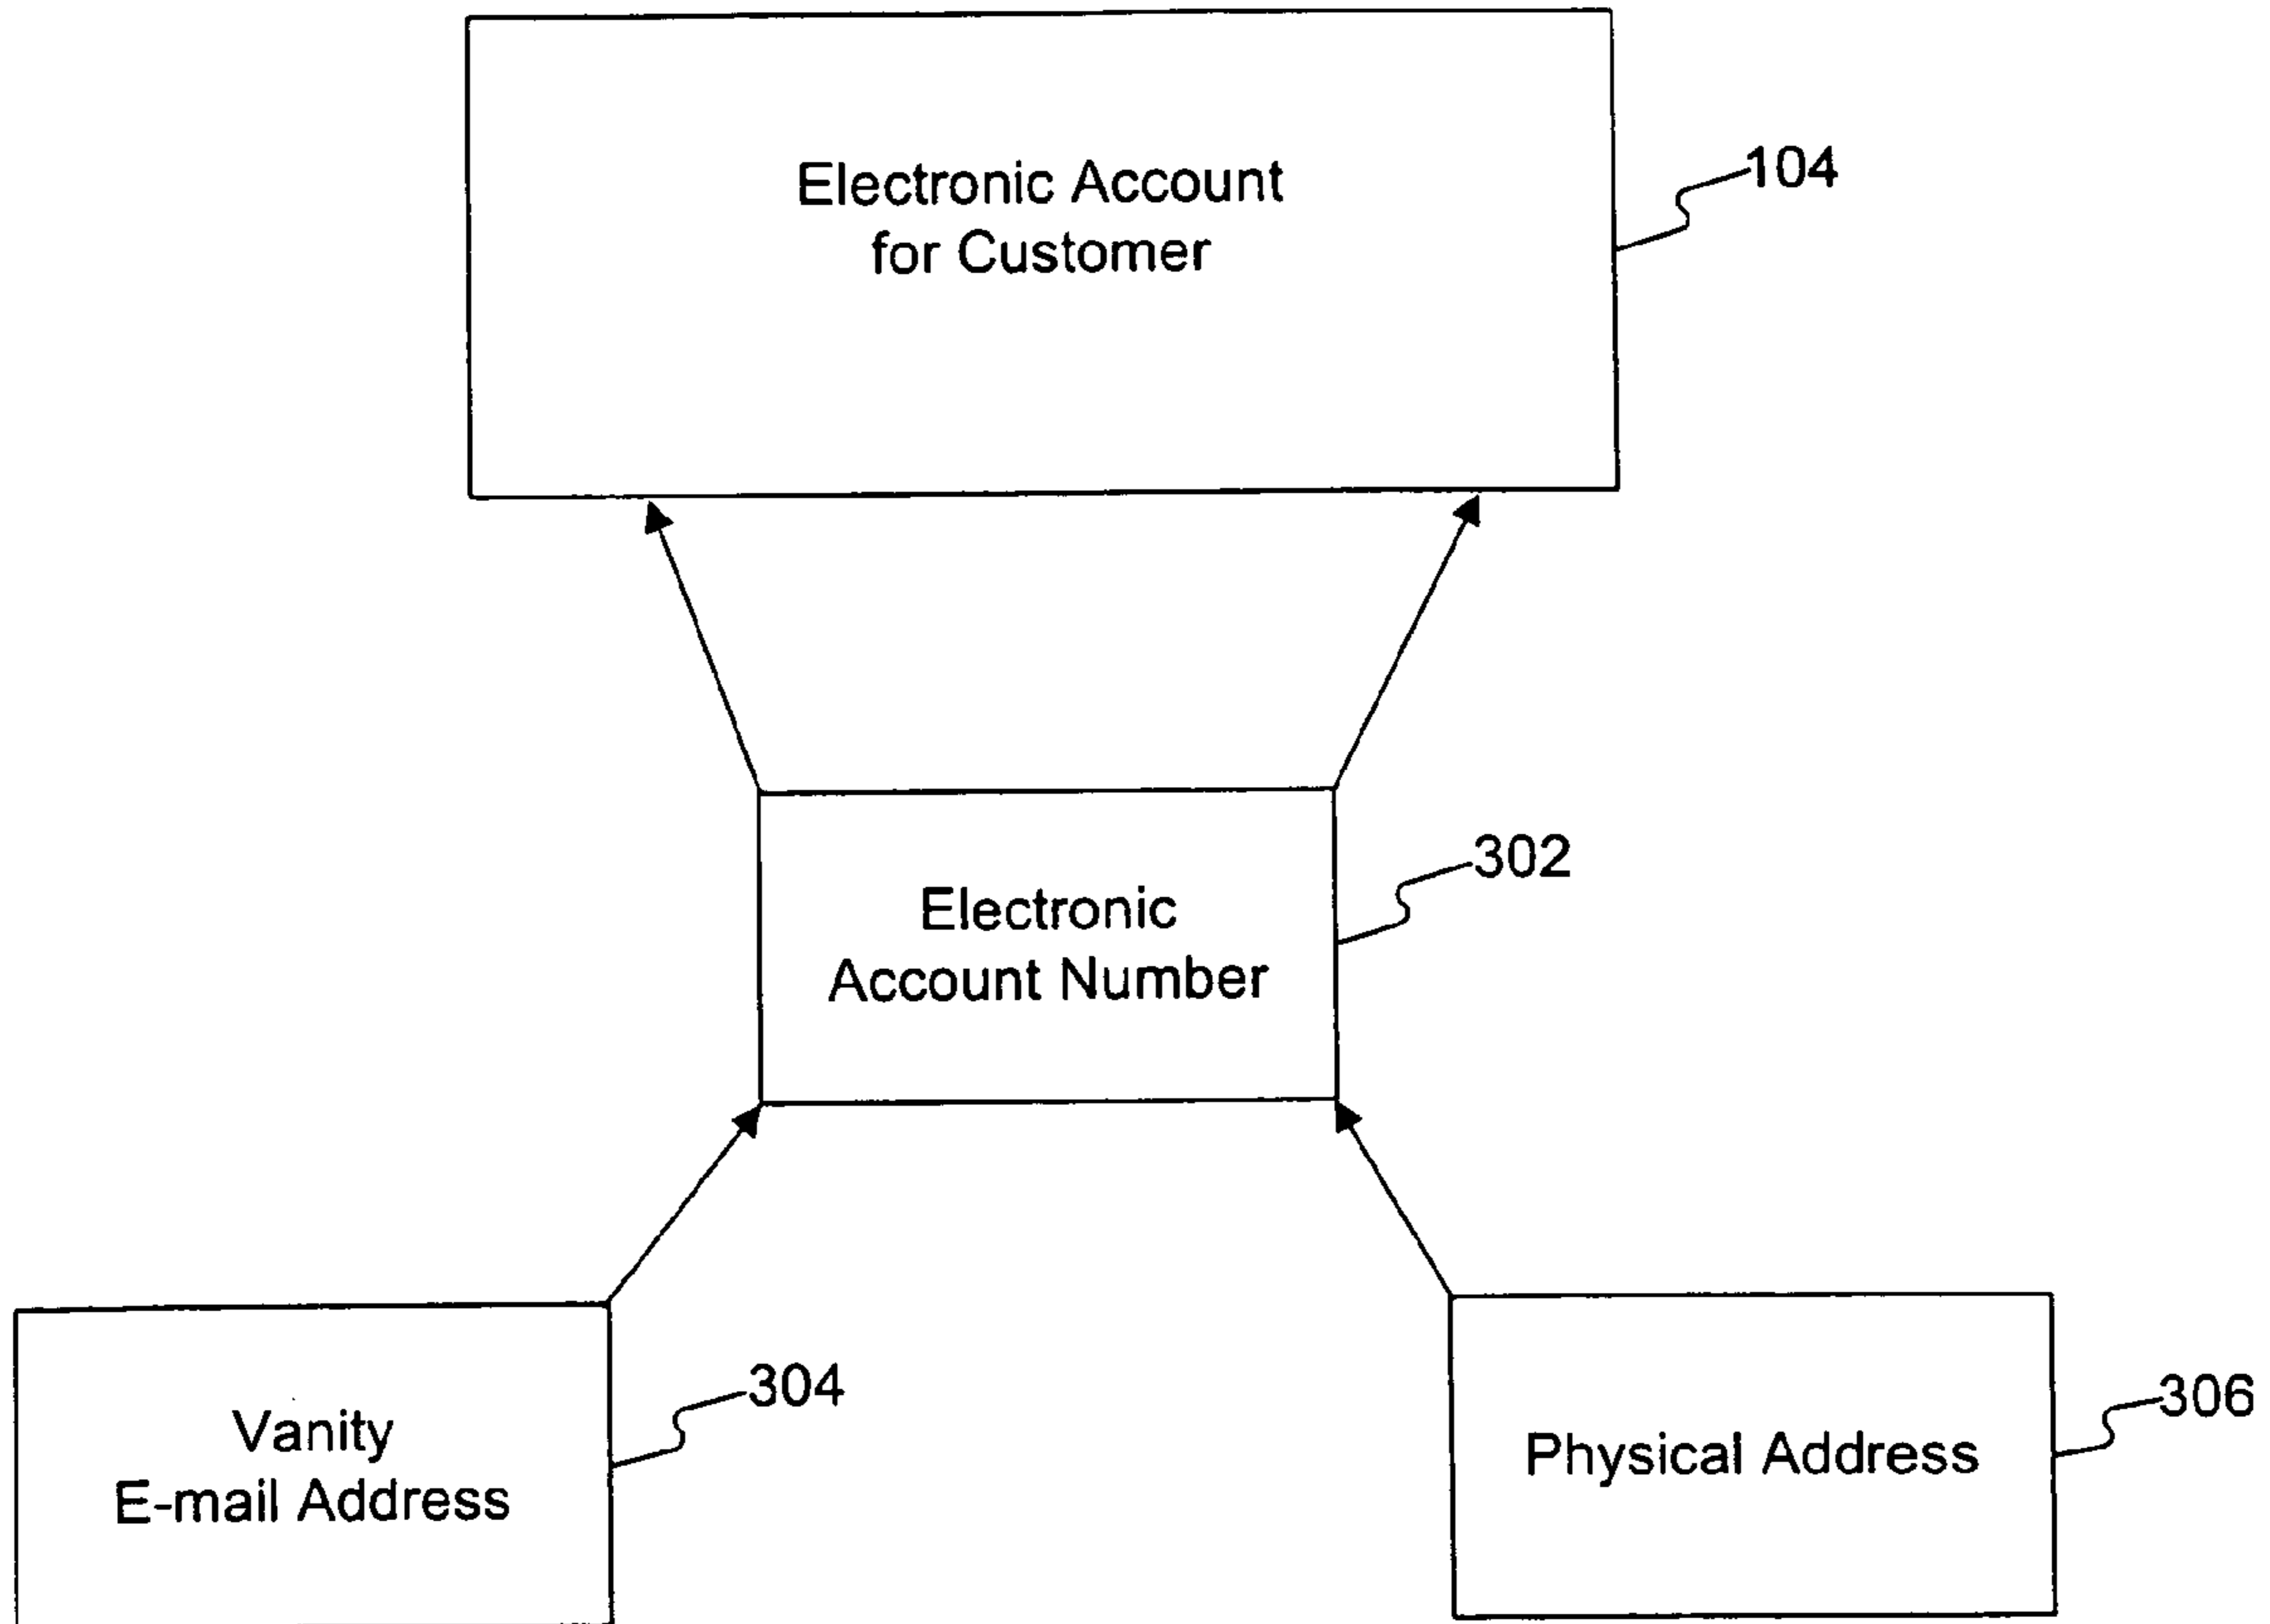 Electronic Account
for Customer
104
Electronic
Account Number
302
Vanity
E-mail Address
304
Physical Address
306